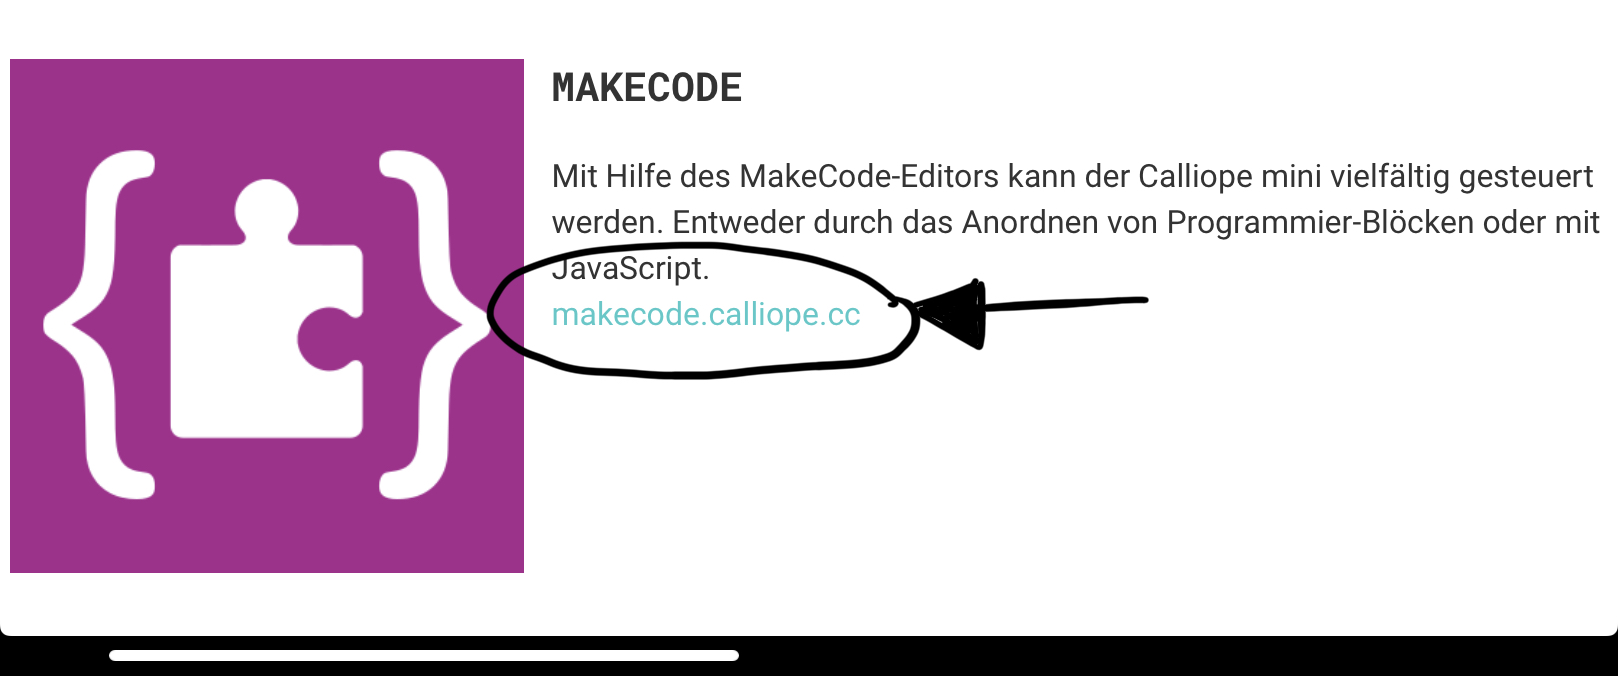 MAKECODE
Mit Hilfe des MakeCode-Editors kann der Calliope mini vielfältig gesteuert
werden. Entweder durch das Anordnen von Programmier-Blöcken oder mit
JavaScript.
makecode.calliope.cc